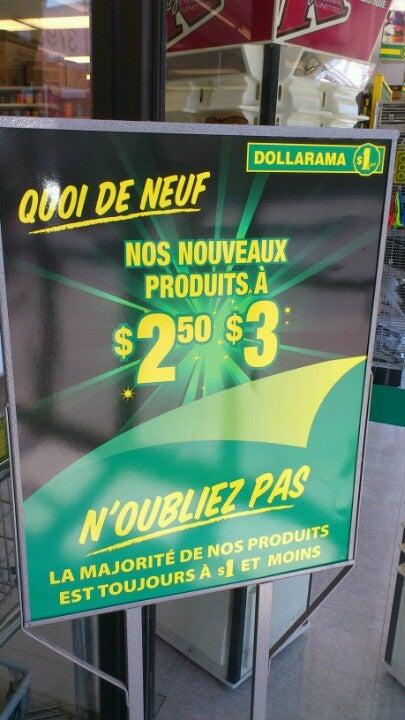 DOLLARAMA $1
QUOI DE NEUF
NOS NOUVEAUX
PRODUITS À
$2.50 $3
N'OUBLIEZ PAS
LA MAJORITÉ DE NOS PRODUITS
EST TOUJOURS À $1 ET MOINS